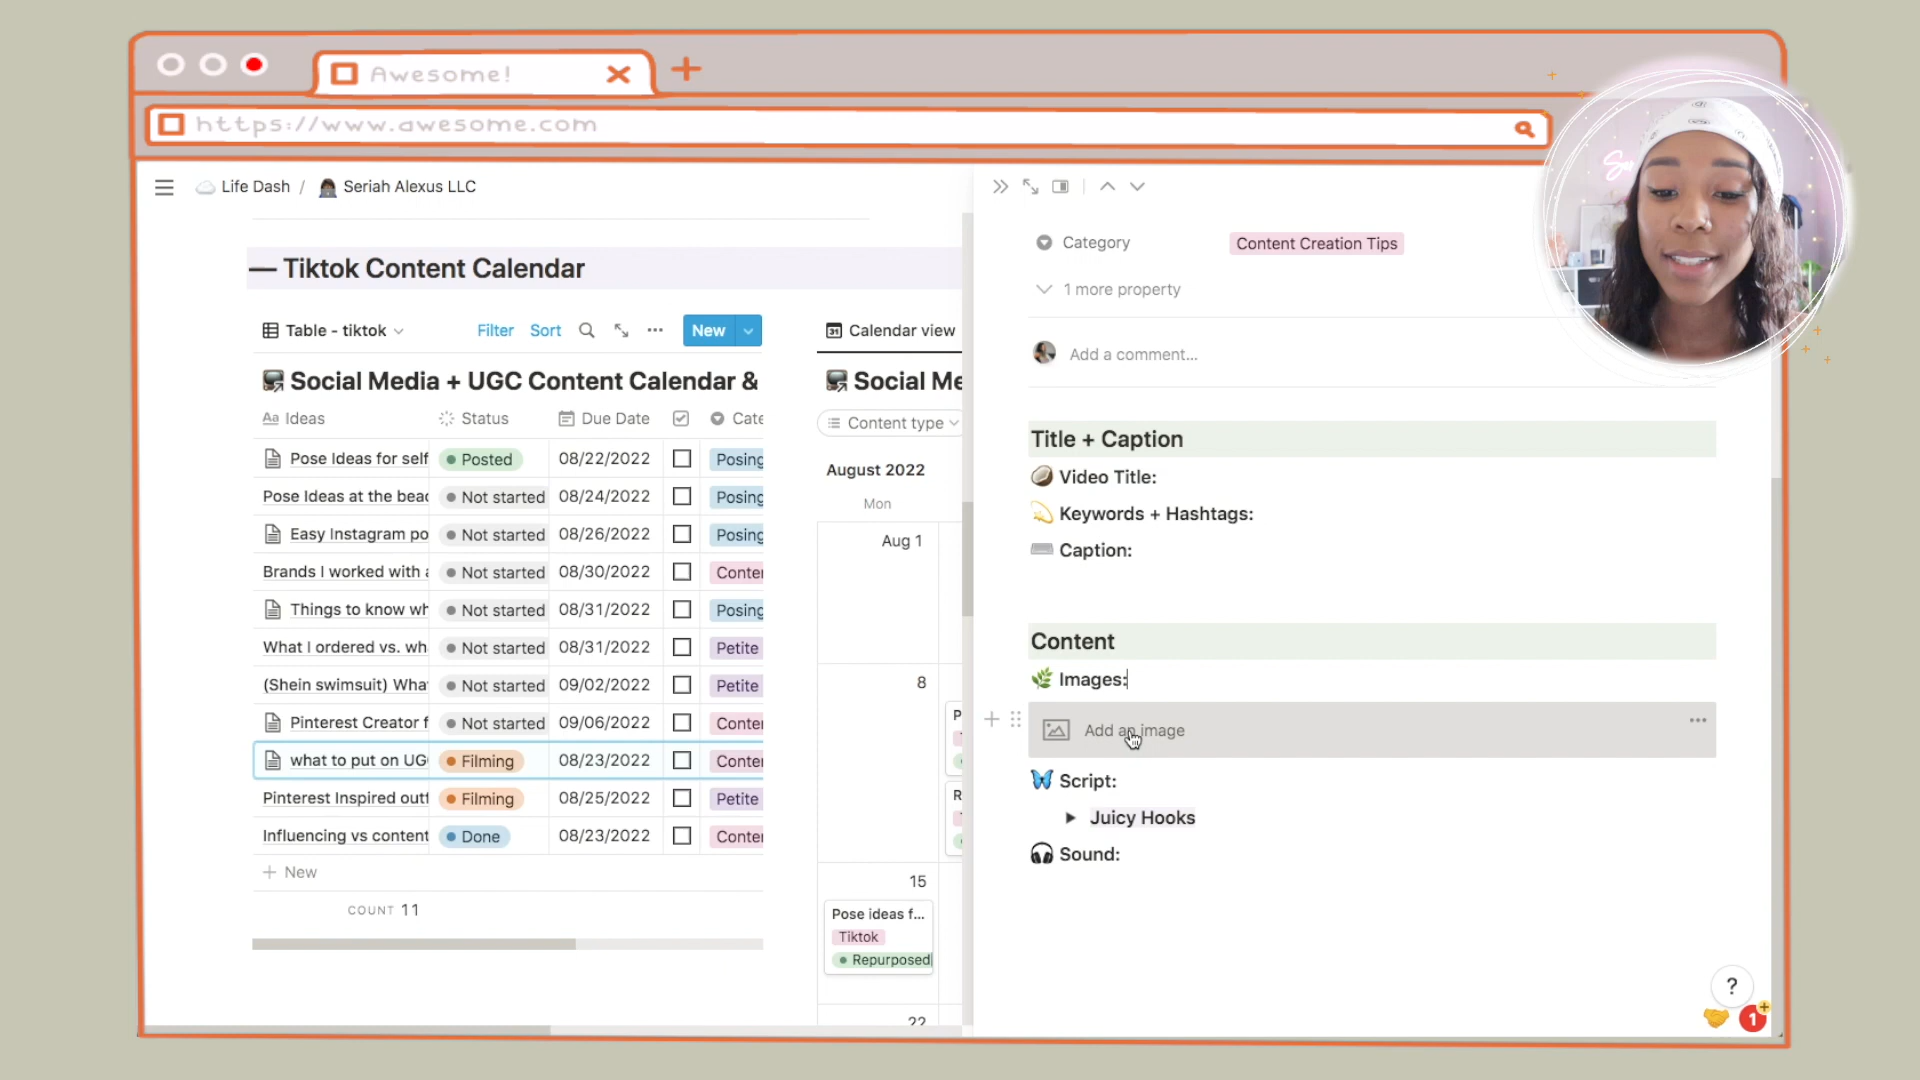 Awesome!
https://www.awesome.com
Life Dash / Seriah Alexus LLC
— Tiktok Content Calendar
Table - tiktok
Filter Sort
New
Social Media + UGC Content Calendar &
Aa Ideas Status Due Date Cate
Pose Ideas for self Posted 08/22/2022 Posing
Pose Ideas at the beac Not started 08/24/2022 Posing
Easy Instagram po Not started 08/26/2022 Posing
Brands I worked with a Not started 08/30/2022 Conter
Things to know wh Not started 08/31/2022 Posing
What I ordered vs. wh Not started 08/31/2022 Petite
(Shein swimsuit) Wha Not started 09/02/2022 Petite
Pinterest Creator f Not started 09/06/2022 Conter
what to put on UG Filming 08/23/2022 Conter
Pinterest Inspired outf Filming 08/25/2022 Petite
Influencing vs content Done 08/23/2022 Conter
+ New
COUNT 11
31 Calendar view
Social Me
Content type
August 2022
Mon
Aug 1
8
P
R
15
Pose ideas f...
Tiktok
Repurposed
22
Category Content Creation Tips
1 more property
Add a comment...
Title + Caption
Video Title:
Keywords + Hashtags:
Caption:
Content
Images:
Add an image
Script:
Juicy Hooks
Sound:
?
1